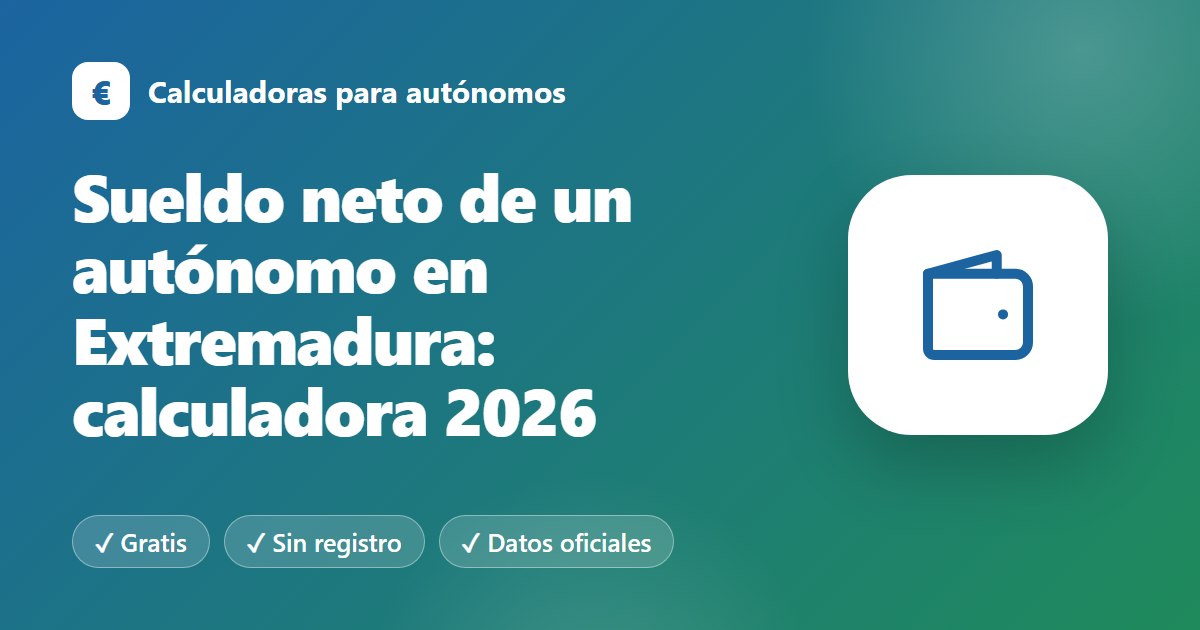 €
Calculadoras para autónomos
Sueldo neto de un
autónomo en
Extremadura:
calculadora 2026
✓ Gratis
✓ Sin registro
✓ Datos oficiales